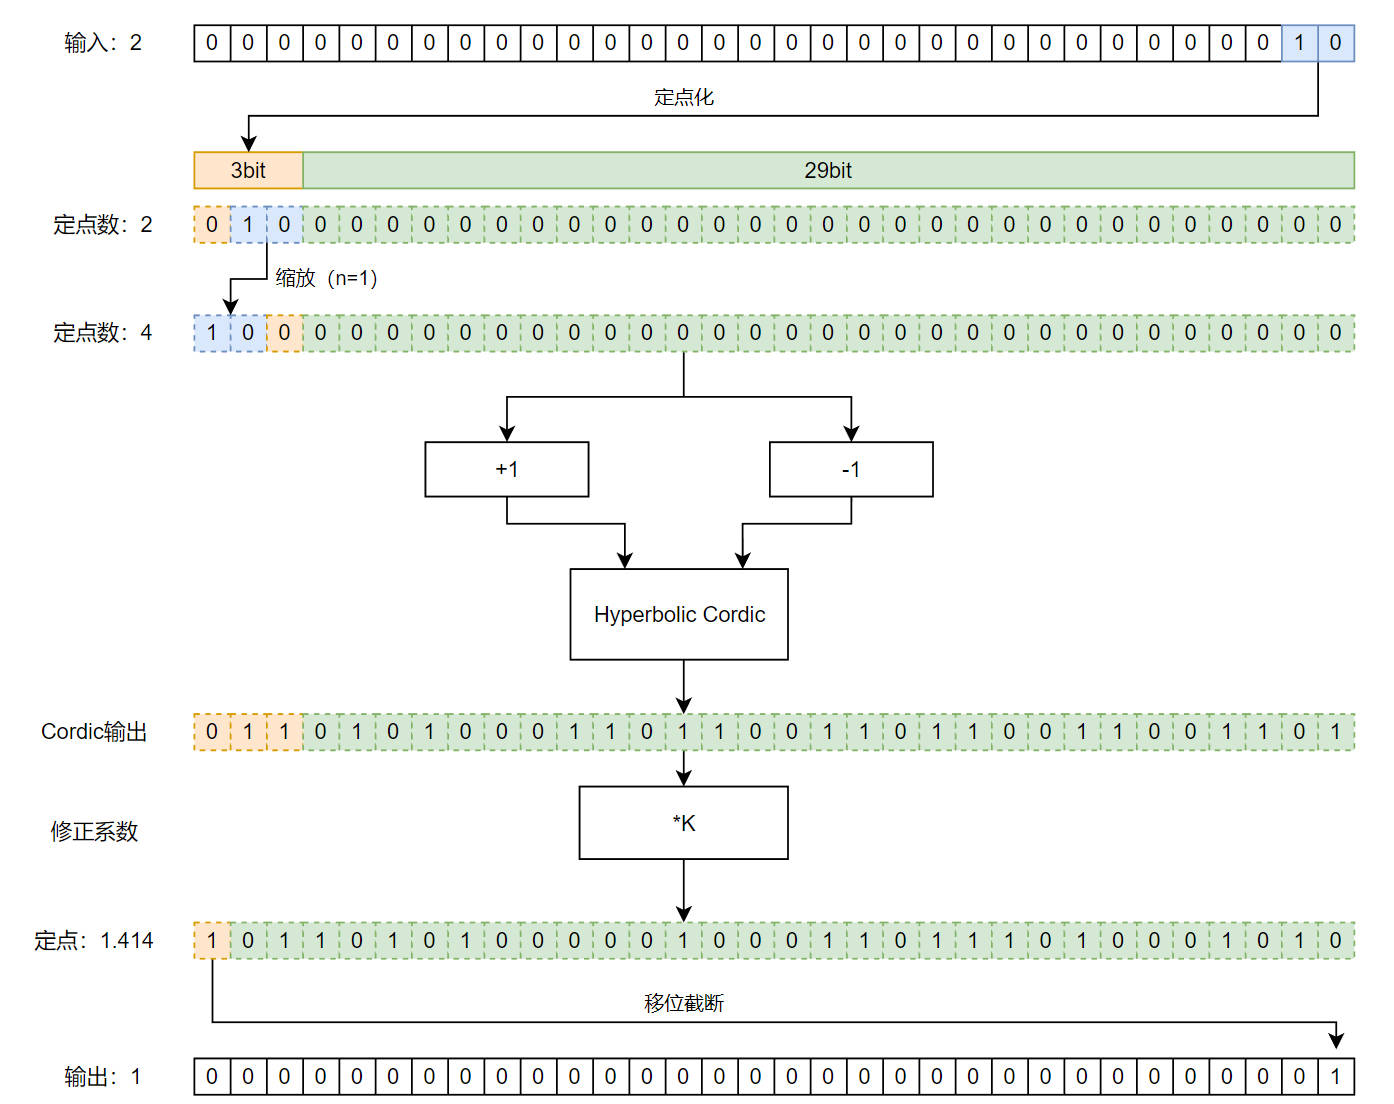 输入：2 0 0 0 0 0 0 0 0 0 0 0 0 0 0 0 0 0 0 0 0 0 0 0 0 0 0 0 0 0 0 1 0
定点化
3bit 29bit
定点数：2 0 1 0 0 0 0 0 0 0 0 0 0 0 0 0 0 0 0 0 0 0 0 0 0 0 0 0 0 0 0 0 0
缩放（n=1）
定点数：4 1 0 0 0 0 0 0 0 0 0 0 0 0 0 0 0 0 0 0 0 0 0 0 0 0 0 0 0 0 0 0 0
+1 -1
Hyperbolic Cordic
Cordic输出 0 1 1 0 1 0 1 0 0 0 1 1 0 1 1 0 0 1 1 0 1 1 0 0 1 1 0 0 1 1 0 1
修正系数 *K
定点：1.414 1 0 1 1 0 1 0 1 0 0 0 0 0 1 0 0 0 1 1 0 1 1 1 0 1 0 0 0 1 0 1 0
移位截断
输出：1 0 0 0 0 0 0 0 0 0 0 0 0 0 0 0 0 0 0 0 0 0 0 0 0 0 0 0 0 0 0 0 1